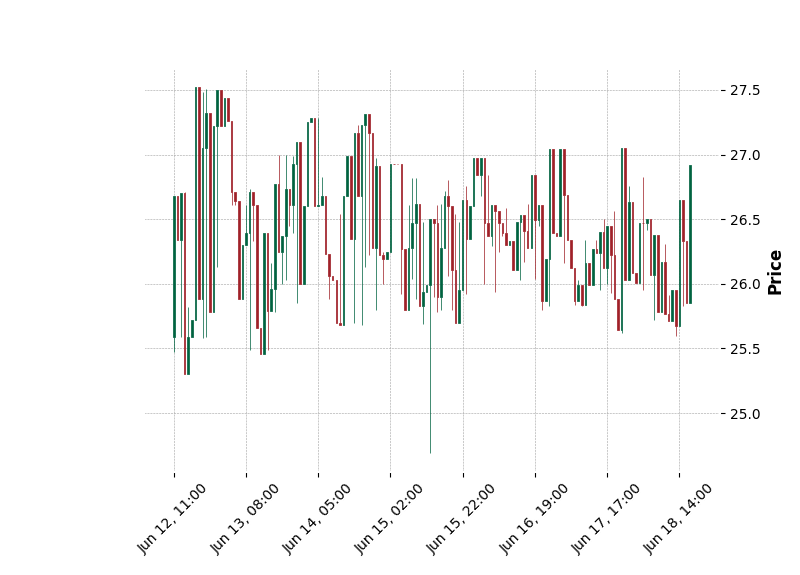 27.5
27.0
26.5
26.0
25.5
25.0
Price
Jun 12, 11:00
Jun 13, 08:00
Jun 14, 05:00
Jun 15, 02:00
Jun 15, 22:00
Jun 16, 19:00
Jun 17, 17:00
Jun 18, 14:00